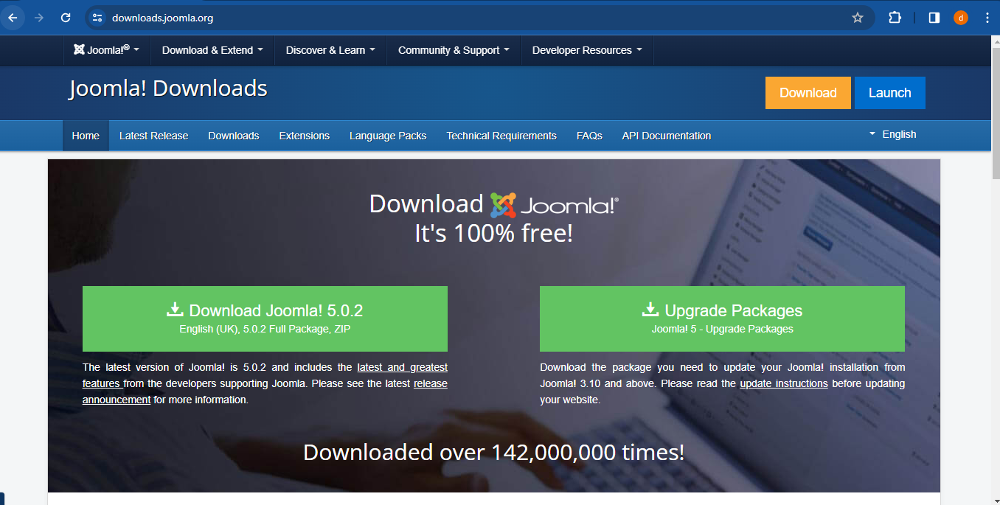 downloads.joomla.org
d
Joomla!® Download & Extend Discover & Learn Community & Support Developer Resources
Joomla! Downloads
Download Launch
Home Latest Release Downloads Extensions Language Packs Technical Requirements FAQs API Documentation English
Download Joomla!®
It's 100% free!
Download Joomla! 5.0.2
English (UK), 5.0.2 Full Package, ZIP
The latest version of Joomla! is 5.0.2 and includes the latest and greatest
features from the developers supporting Joomla. Please see the latest release
announcement for more information.
Upgrade Packages
Joomla! 5 - Upgrade Packages
Download the package you need to update your Joomla! installation from
Joomla! 3.10 and above. Please read the update instructions before updating
your website.
Downloaded over 142,000,000 times!